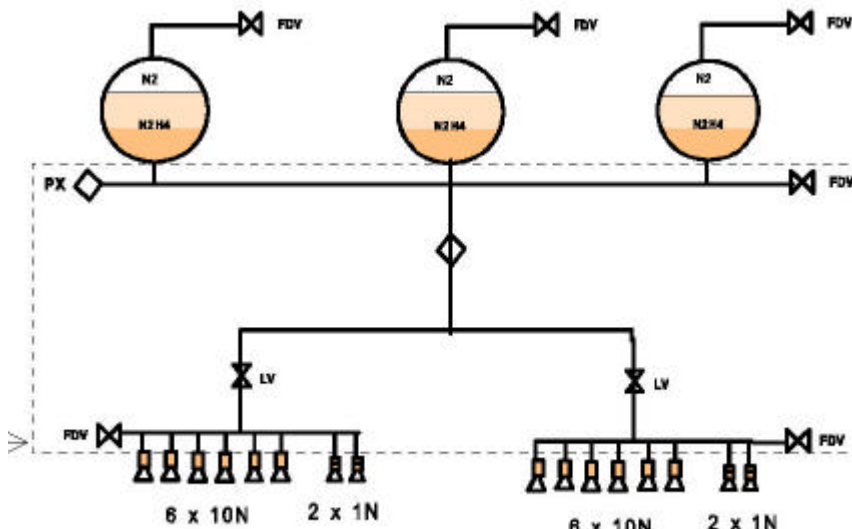 FDV FDV FDV
N2 N2 N2
N2H4 N2H4 N2H4
PX FDV
LV LV
FDV FDV
6 x 10N 2 x 1N 6 x 10N 2 x 1N